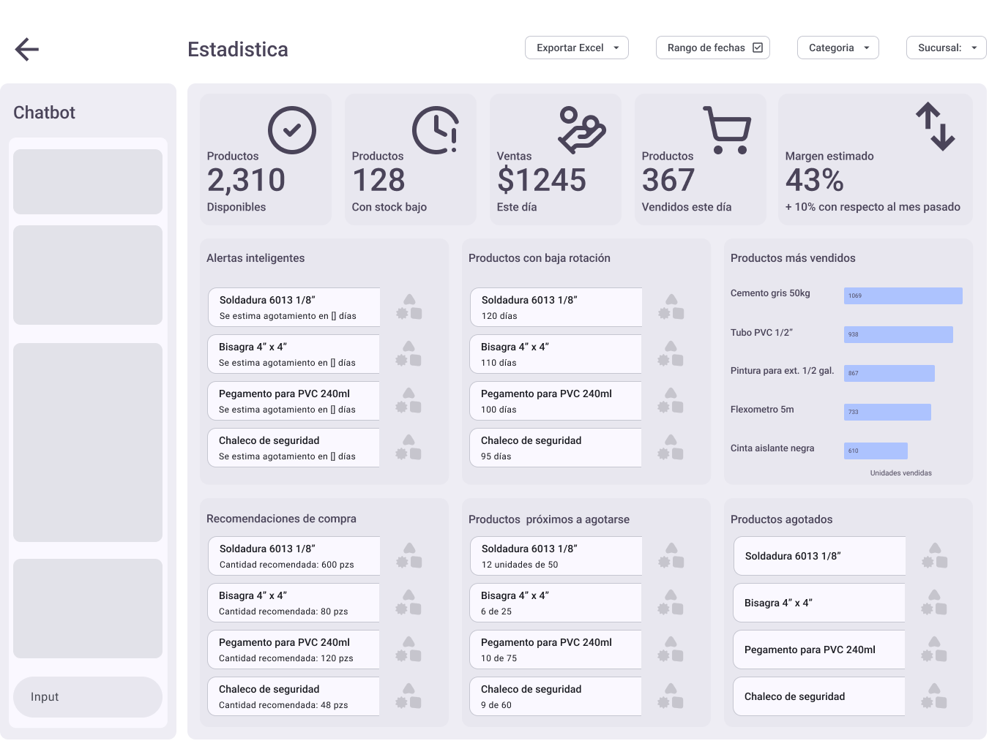 Estadistica
Exportar Excel
Rango de fechas
Categoria
Sucursal:
Chatbot
Input
Productos
2,310
Disponibles
Productos
128
Con stock bajo
Ventas
$1245
Este día
Productos
367
Vendidos este día
Margen estimado
43%
+ 10% con respecto al mes pasado
Alertas inteligentes
Soldadura 6013 1/8”
Se estima agotamiento en [] días
Bisagra 4” x 4”
Se estima agotamiento en [] días
Pegamento para PVC 240ml
Se estima agotamiento en [] días
Chaleco de seguridad
Se estima agotamiento en [] días
Productos con baja rotación
Soldadura 6013 1/8”
120 días
Bisagra 4” x 4”
110 días
Pegamento para PVC 240ml
100 días
Chaleco de seguridad
95 días
Productos más vendidos
Cemento gris 50kg
1069
Tubo PVC 1/2”
938
Pintura para ext. 1/2 gal.
867
Flexometro 5m
733
Cinta aislante negra
610
Unidades vendidas
Recomendaciones de compra
Soldadura 6013 1/8”
Cantidad recomendada: 600 pzs
Bisagra 4” x 4”
Cantidad recomendada: 80 pzs
Pegamento para PVC 240ml
Cantidad recomendada: 120 pzs
Chaleco de seguridad
Cantidad recomendada: 48 pzs
Productos  próximos a agotarse
Soldadura 6013 1/8”
12 unidades de 50
Bisagra 4” x 4”
6 de 25
Pegamento para PVC 240ml
10 de 75
Chaleco de seguridad
9 de 60
Productos agotados
Soldadura 6013 1/8”
Bisagra 4” x 4”
Pegamento para PVC 240ml
Chaleco de seguridad